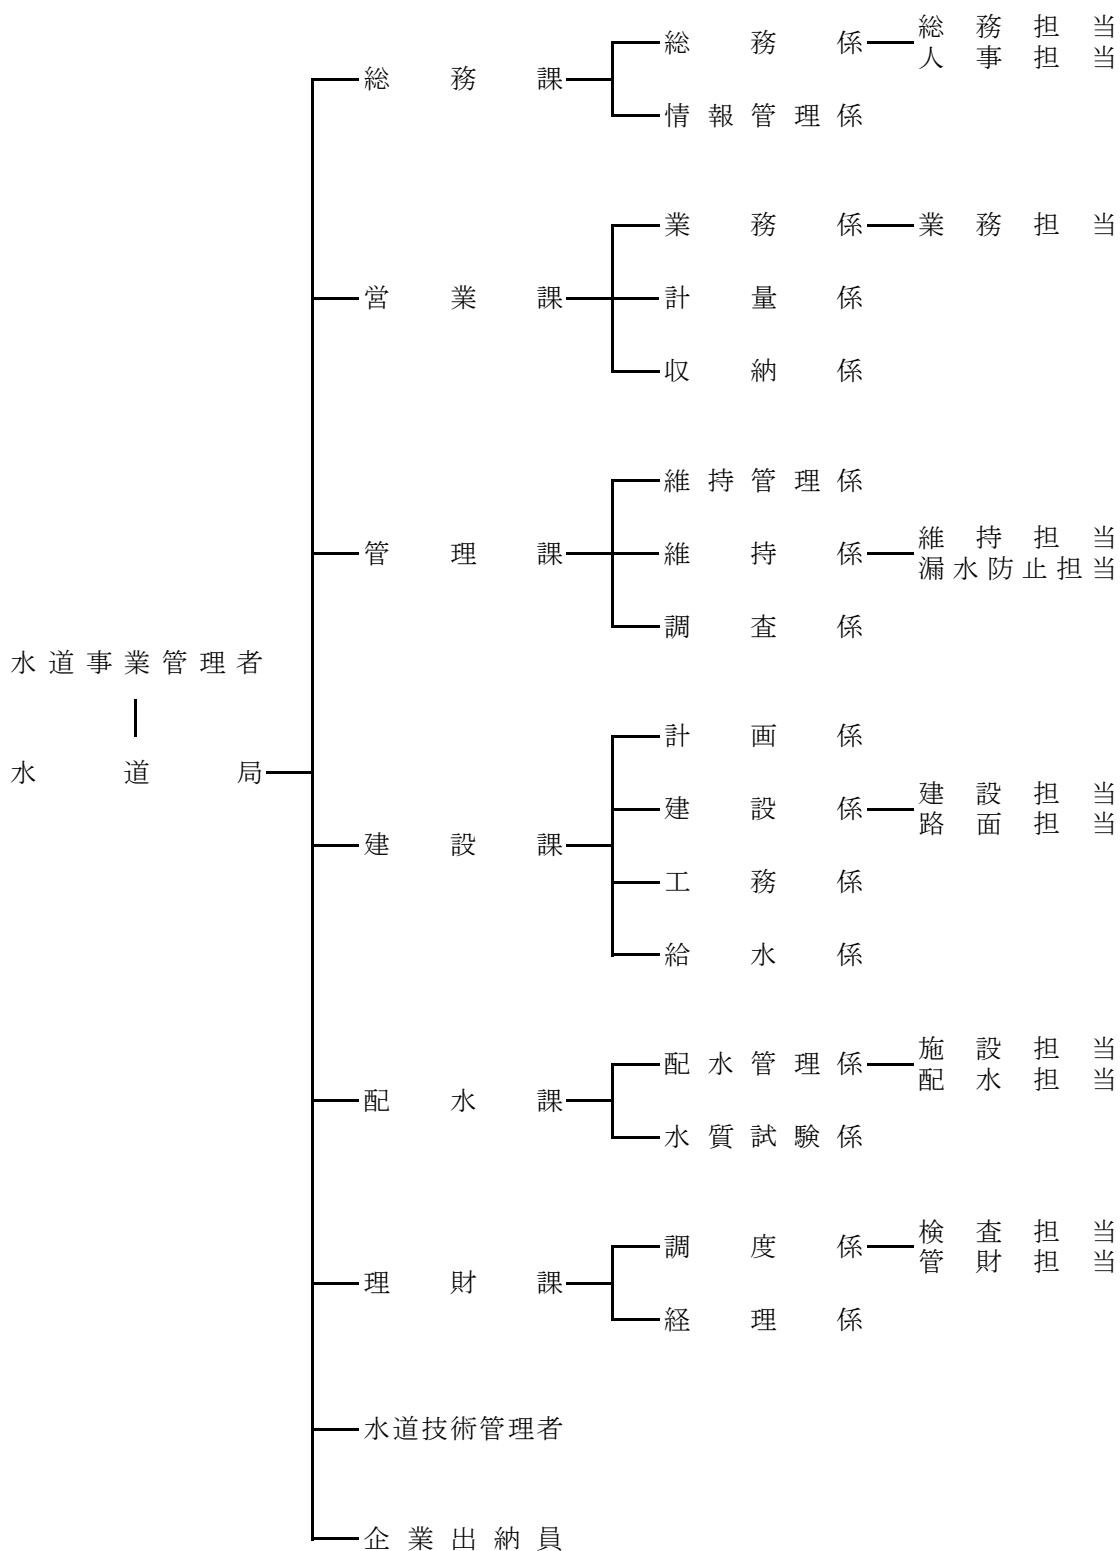 水道事業管理者
水道局
総務課
総務係
総務担当
人事担当
情報管理係
営業課
業務係
業務担当
計量係
収納係
管理課
維持管理係
維持係
維持担当
漏水防止担当
調査係
建設課
計画係
建設係
建設担当
路面担当
工務係
給水係
配水課
配水管理係
施設担当
配水担当
水質試験係
理財課
調度係
検査担当
管財担当
経理係
水道技術管理者
企業出納員